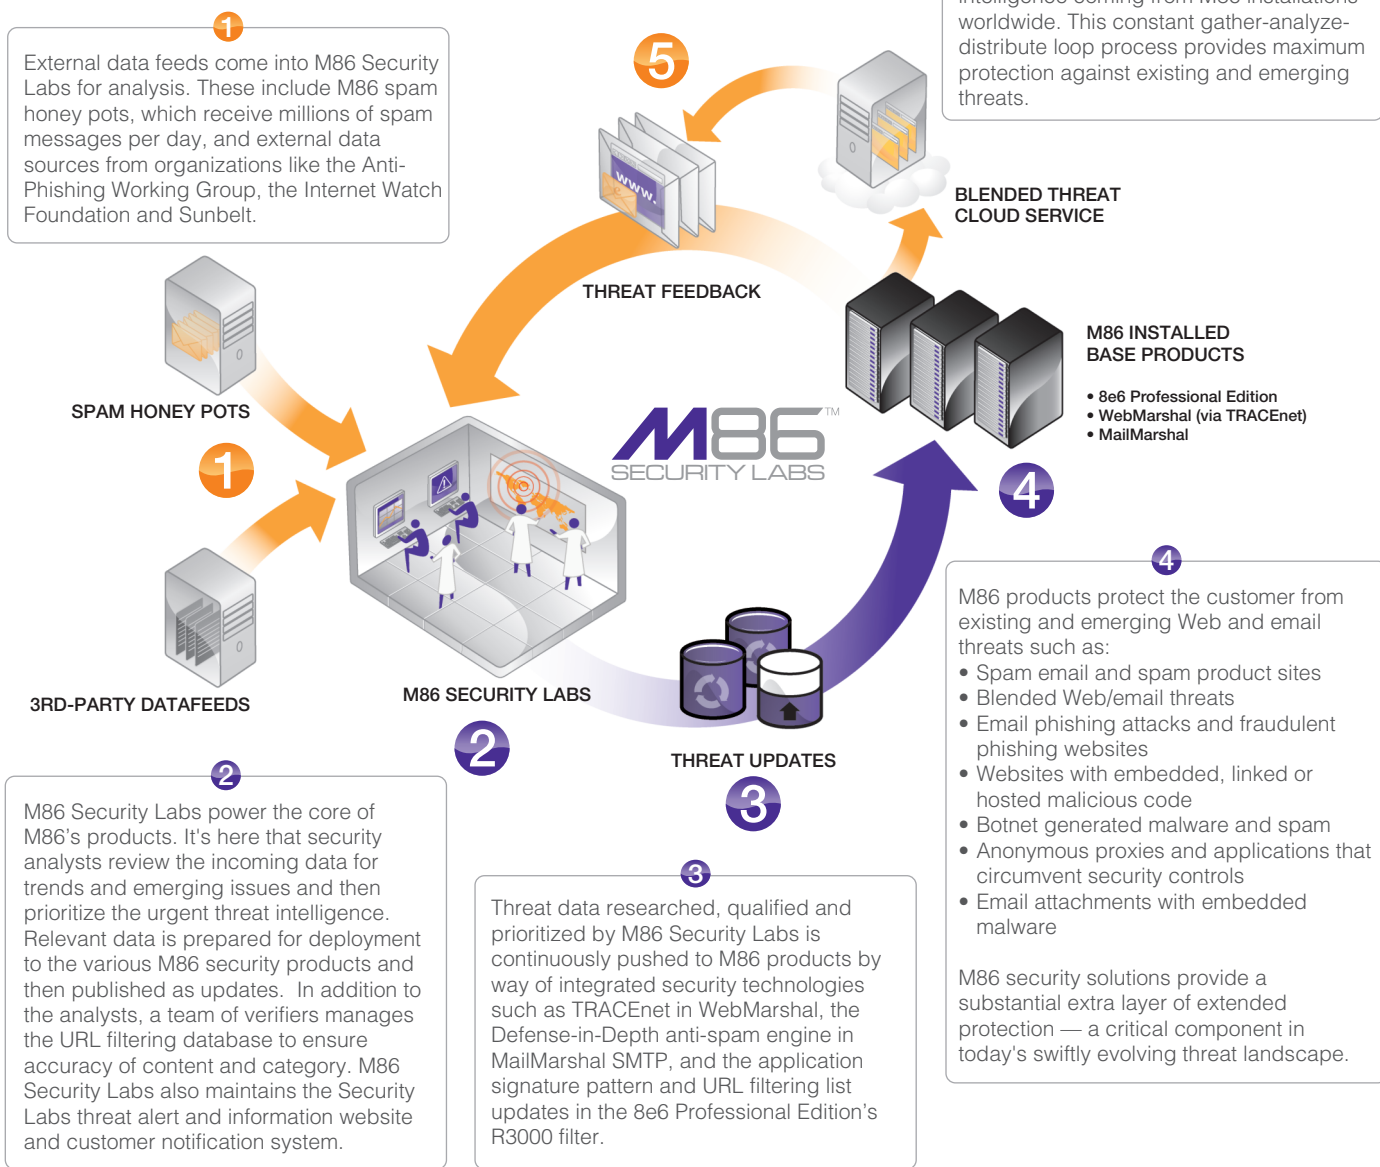 1
External data feeds come into M86 Security
Labs for analysis. These include M86 spam
honey pots, which receive millions of spam
messages per day, and external data
sources from organizations like the Anti-
Phishing Working Group, the Internet Watch
Foundation and Sunbelt.
5
intelligence coming from M86 installations
worldwide. This constant gather-analyze-
distribute loop process provides maximum
protection against existing and emerging
threats.
www.
BLENDED THREAT
CLOUD SERVICE
THREAT FEEDBACK
M86 INSTALLED
BASE PRODUCTS
• 8e6 Professional Edition
• WebMarshal (via TRACEnet)
• MailMarshal
SPAM HONEY POTS
1
M86™
SECURITY LABS
4
3RD-PARTY DATAFEEDS
M86 SECURITY LABS
2
THREAT UPDATES
3
4
M86 products protect the customer from
existing and emerging Web and email
threats such as:
• Spam email and spam product sites
• Blended Web/email threats
• Email phishing attacks and fraudulent
phishing websites
• Websites with embedded, linked or
hosted malicious code
• Botnet generated malware and spam
• Anonymous proxies and applications that
circumvent security controls
• Email attachments with embedded
malware
M86 security solutions provide a
substantial extra layer of extended
protection — a critical component in
today's swiftly evolving threat landscape.
2
M86 Security Labs power the core of
M86's products. It's here that security
analysts review the incoming data for
trends and emerging issues and then
prioritize the urgent threat intelligence.
Relevant data is prepared for deployment
to the various M86 security products and
then published as updates.  In addition to
the analysts, a team of verifiers manages
the URL filtering database to ensure
accuracy of content and category. M86
Security Labs also maintains the Security
Labs threat alert and information website
and customer notification system.
3
Threat data researched, qualified and
prioritized by M86 Security Labs is
continuously pushed to M86 products by
way of integrated security technologies
such as TRACEnet in WebMarshal, the
Defense-in-Depth anti-spam engine in
MailMarshal SMTP, and the application
signature pattern and URL filtering list
updates in the 8e6 Professional Edition's
R3000 filter.